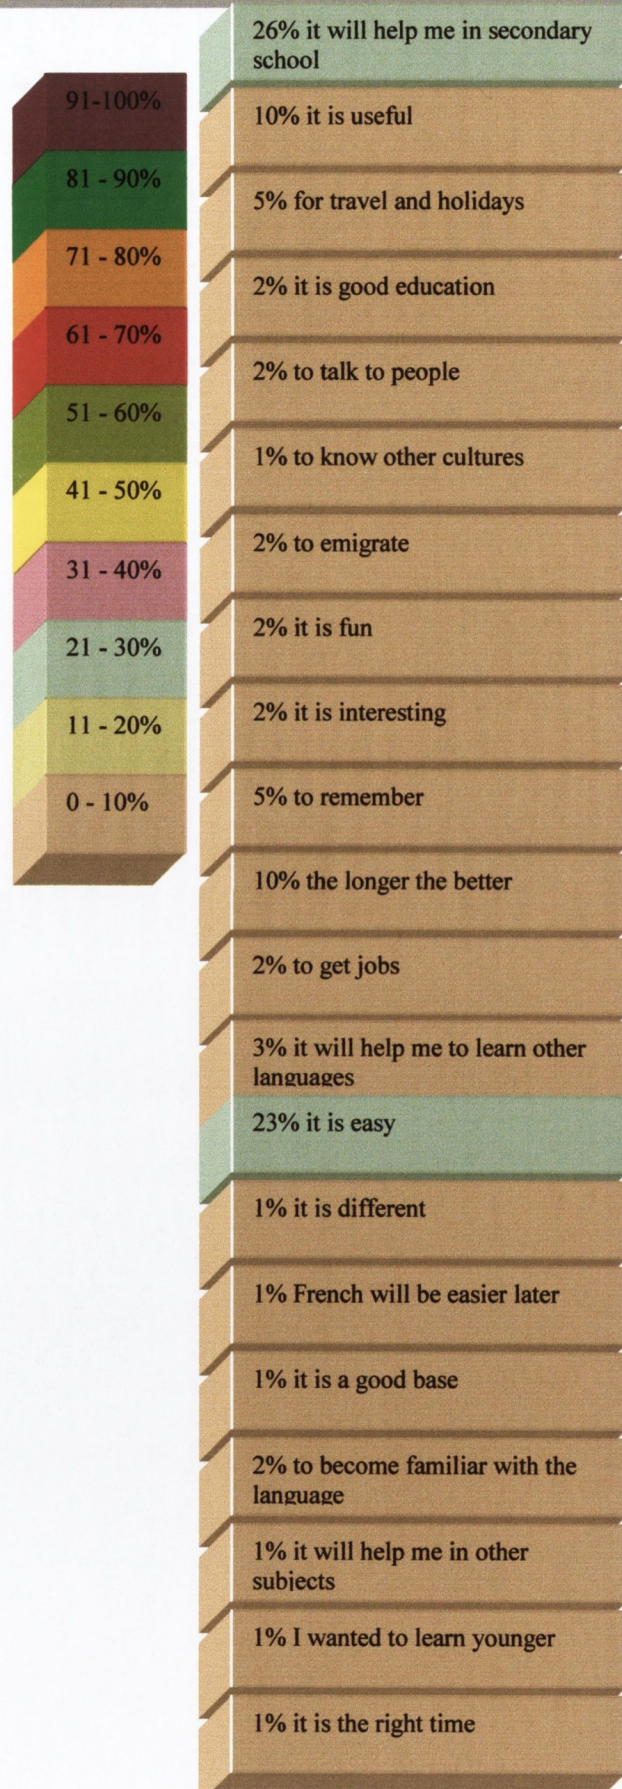 91-100%
81 - 90%
71 - 80%
61 - 70%
51 - 60%
41 - 50%
31 - 40%
21 - 30%
11 - 20%
0 - 10%
26% it will help me in secondary
school
10% it is useful
5% for travel and holidays
2% it is good education
2% to talk to people
1% to know other cultures
2% to emigrate
2% it is fun
2% it is interesting
5% to remember
10% the longer the better
2% to get jobs
3% it will help me to learn other
languages
23% it is easy
1% it is different
1% French will be easier later
1% it is a good base
2% to become familiar with the
language
1% it will help me in other
subjects
1% I wanted to learn younger
1% it is the right time